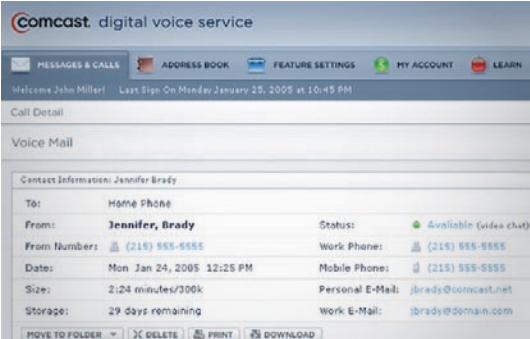 comcast. digital voice service
MESSAGES & CALLS ADDRESS BOOK FEATURE SETTINGS MY ACCOUNT LEARN
Welcome John Miller! Last Sign On Monday January 25, 2005 at 10:45 PM
Call Detail
Voice Mail
Contact Information: Jennifer Brady
To: Home Phone
From: Jennifer, Brady Status: Available (video chat)
From Number: (215) 555-5555 Work Phone: (215) 555-5555
Date: Mon Jan 24, 2005 12:25 PM Mobile Phone: (215) 555-5555
Size: 2:24 minutes/300k Personal E-Mail: jbrady@comcast.net
Storage: 29 days remaining Work E-Mail: jbrady@domain.com
MOVE TO FOLDER DELETE PRINT DOWNLOAD